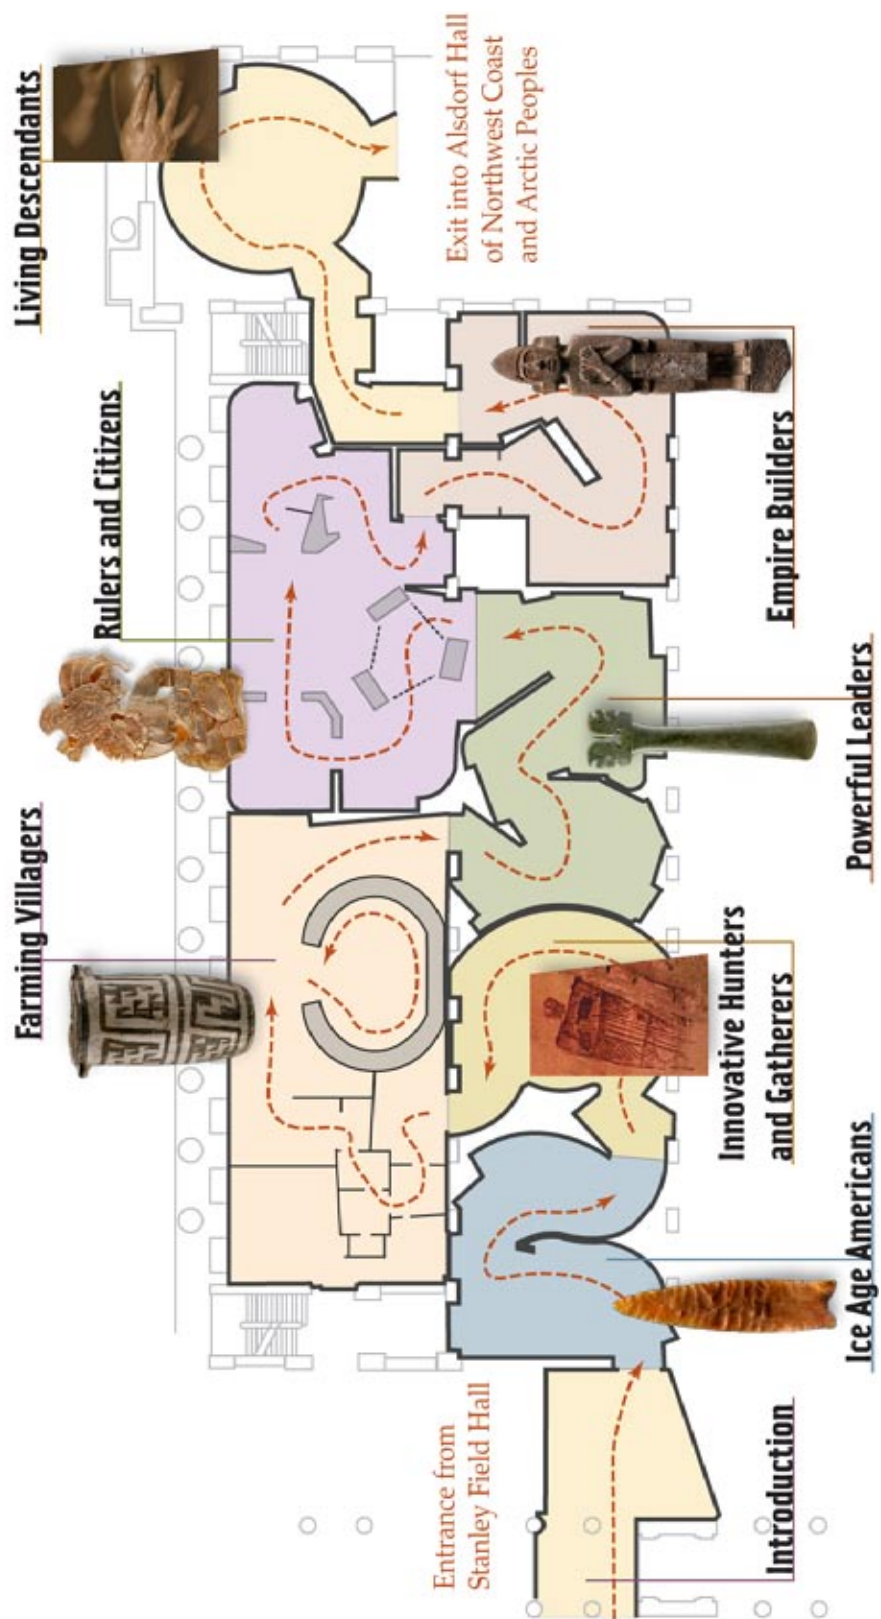 Living Descendants
Rulers and Citizens
Farming Villagers
Exit into Alsdorf Hall
of Northwest Coast
and Arctic Peoples
Entrance from
Stanley Field Hall
Introduction
Ice Age Americans
Innovative Hunters
and Gatherers
Powerful Leaders
Empire Builders